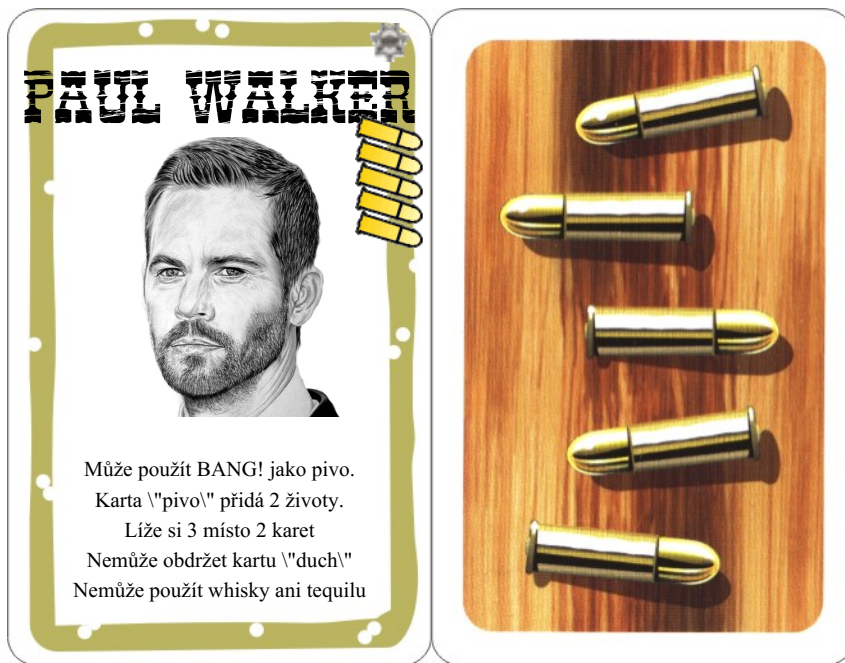 PAUL WALKER
Může použít BANG! jako pivo.
Karta \"pivo\" přidá 2 životy.
Líže si 3 místo 2 karet
Nemůže obdržet kartu \"duch\"
Nemůže použít whisky ani tequilu